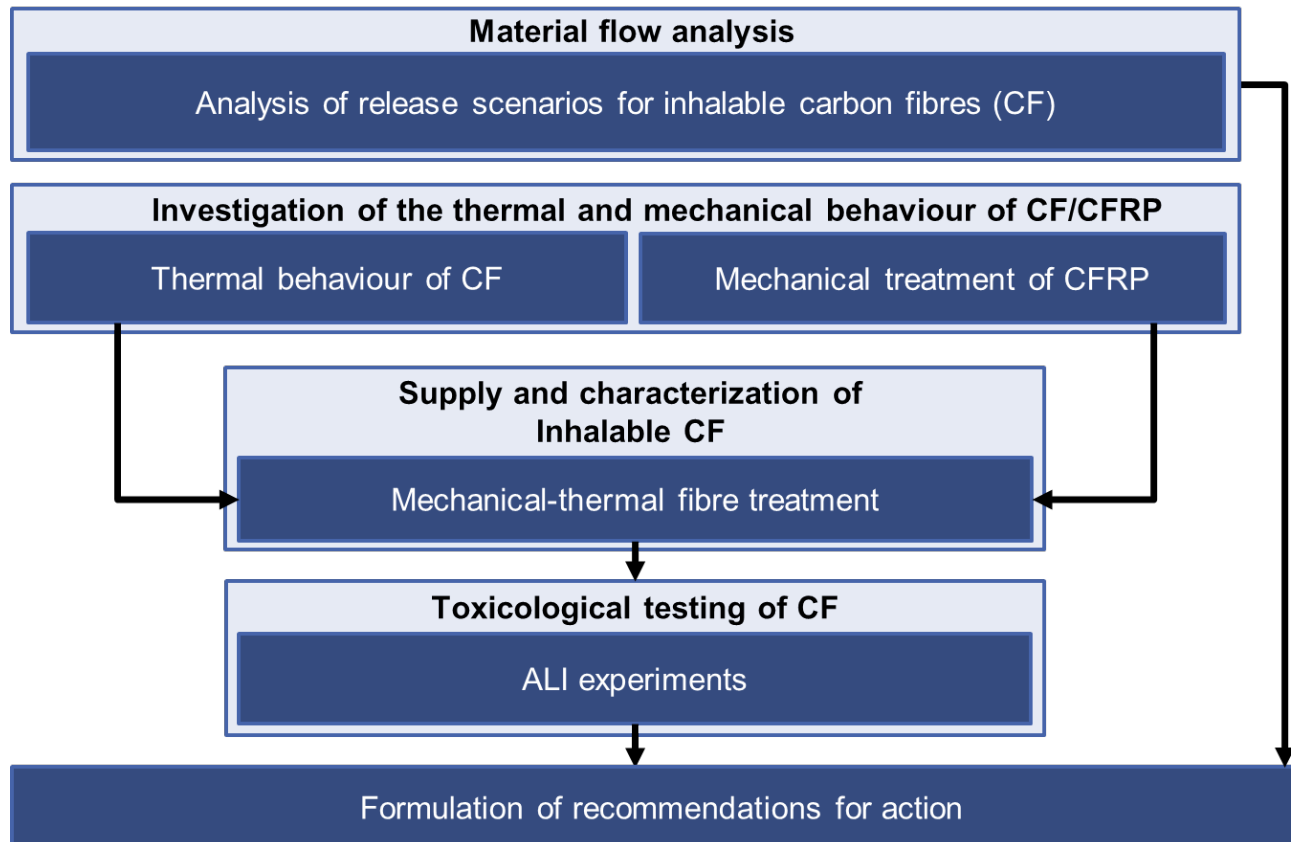 Material flow analysis
Analysis of release scenarios for inhalable carbon fibres (CF)
Investigation of the thermal and mechanical behaviour of CF/CFRP
Thermal behaviour of CF
Mechanical treatment of CFRP
Supply and characterization of
Inhalable CF
Mechanical-thermal fibre treatment
Toxicological testing of CF
ALI experiments
Formulation of recommendations for action